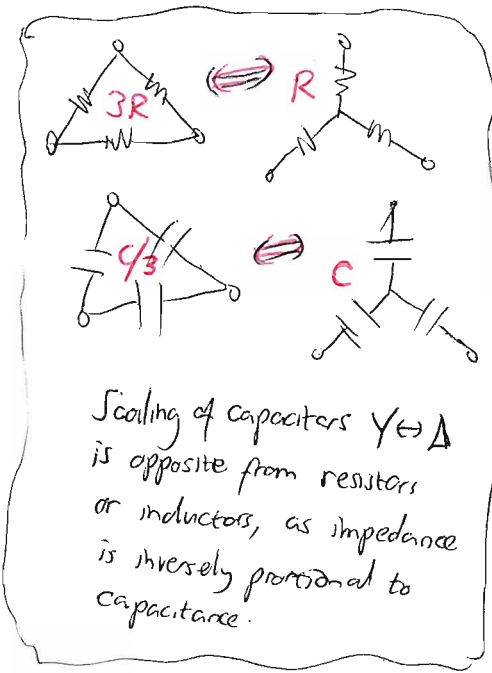 3R
R
C/3
C
Scaling of capacitors Y↔Δ
is opposite from resistors
or inductors, as impedance
is inversely proportional to
capacitance.